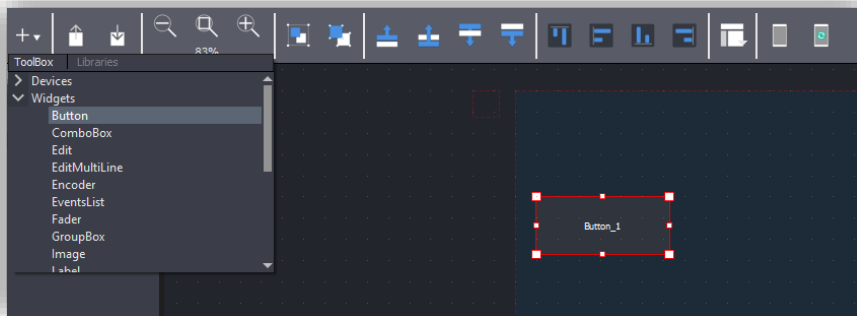 83%
ToolBox Libraries
Devices
Widgets
Button
ComboBox
Edit
EditMultiLine
Encoder
EventsList
Fader
GroupBox
Image
Label
Button_1